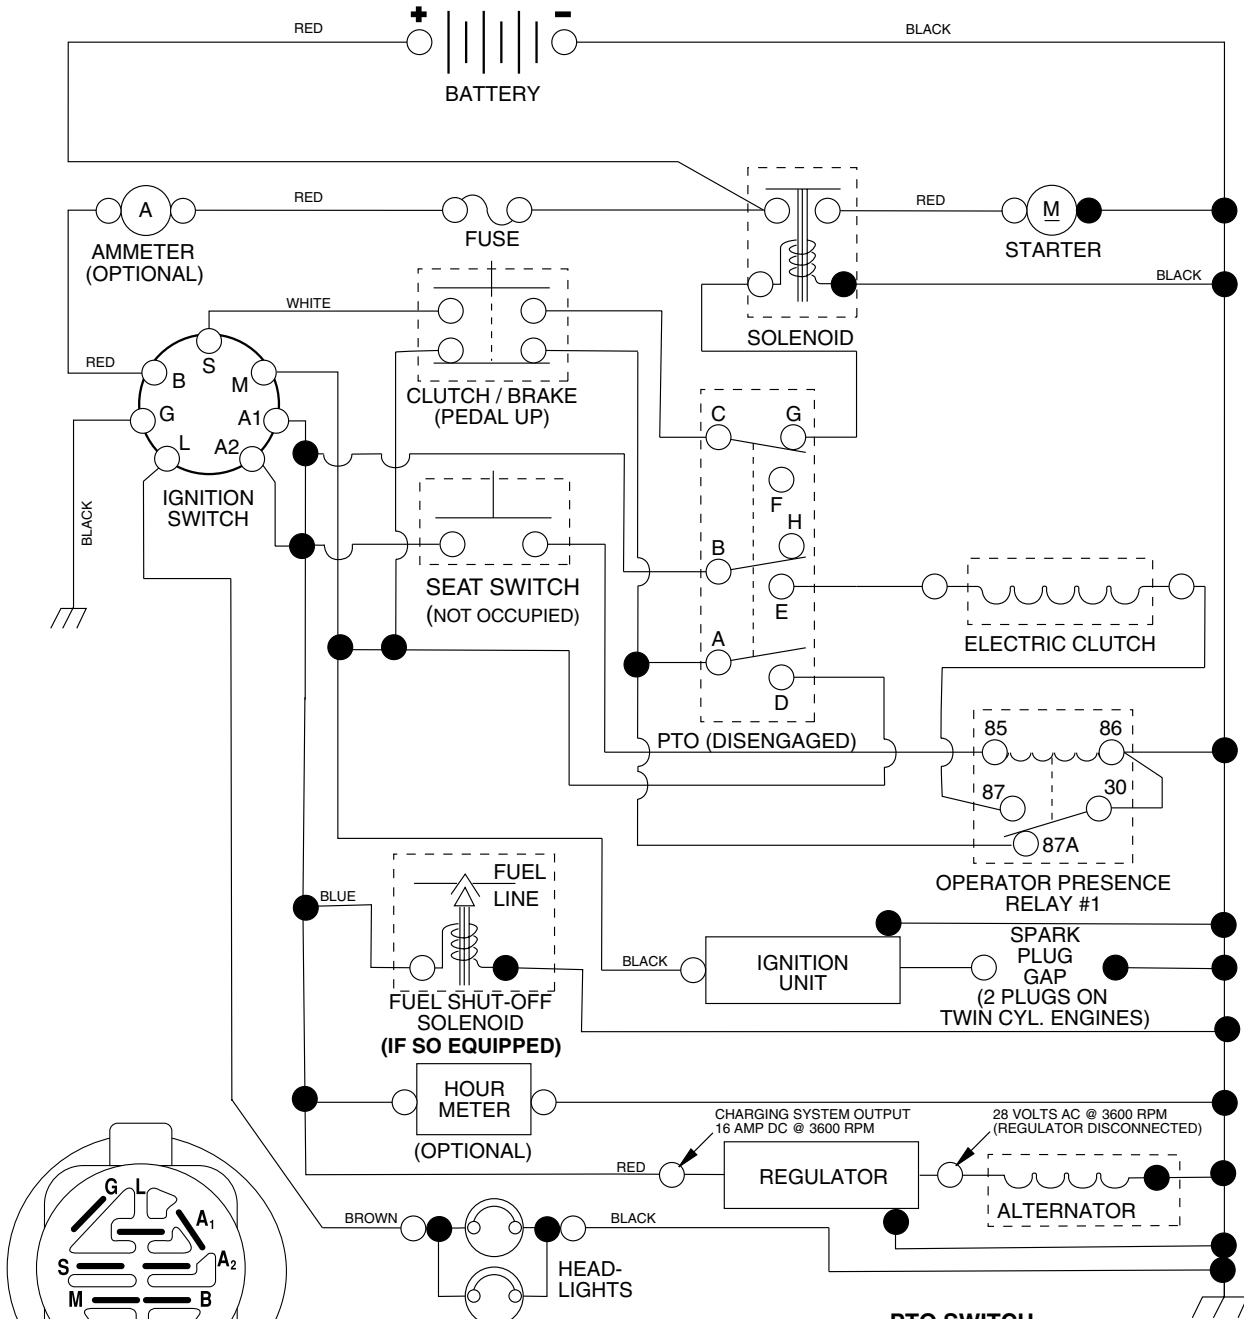 + -
RED
BLACK
BATTERY
A
RED
RED
M
AMMETER
(OPTIONAL)
FUSE
STARTER
BLACK
WHITE
SOLENOID
RED
S
B
M
G
A1
L
A2
CLUTCH / BRAKE
(PEDAL UP)
C
G
IGNITION
SWITCH
BLACK
F
H
B
SEAT SWITCH
(NOT OCCUPIED)
E
ELECTRIC CLUTCH
A
D
PTO (DISENGAGED)
85
86
87
30
87A
FUEL
LINE
OPERATOR PRESENCE
RELAY #1
BLUE
BLACK
IGNITION
UNIT
SPARK
PLUG
GAP
(2 PLUGS ON
TWIN CYL. ENGINES)
FUEL SHUT-OFF
SOLENOID
(IF SO EQUIPPED)
HOUR
METER
(OPTIONAL)
CHARGING SYSTEM OUTPUT
16 AMP DC @ 3600 RPM
28 VOLTS AC @ 3600 RPM
(REGULATOR DISCONNECTED)
RED
REGULATOR
ALTERNATOR
G L
A1
A2
S
M
B
BROWN
BLACK
HEAD-
LIGHTS